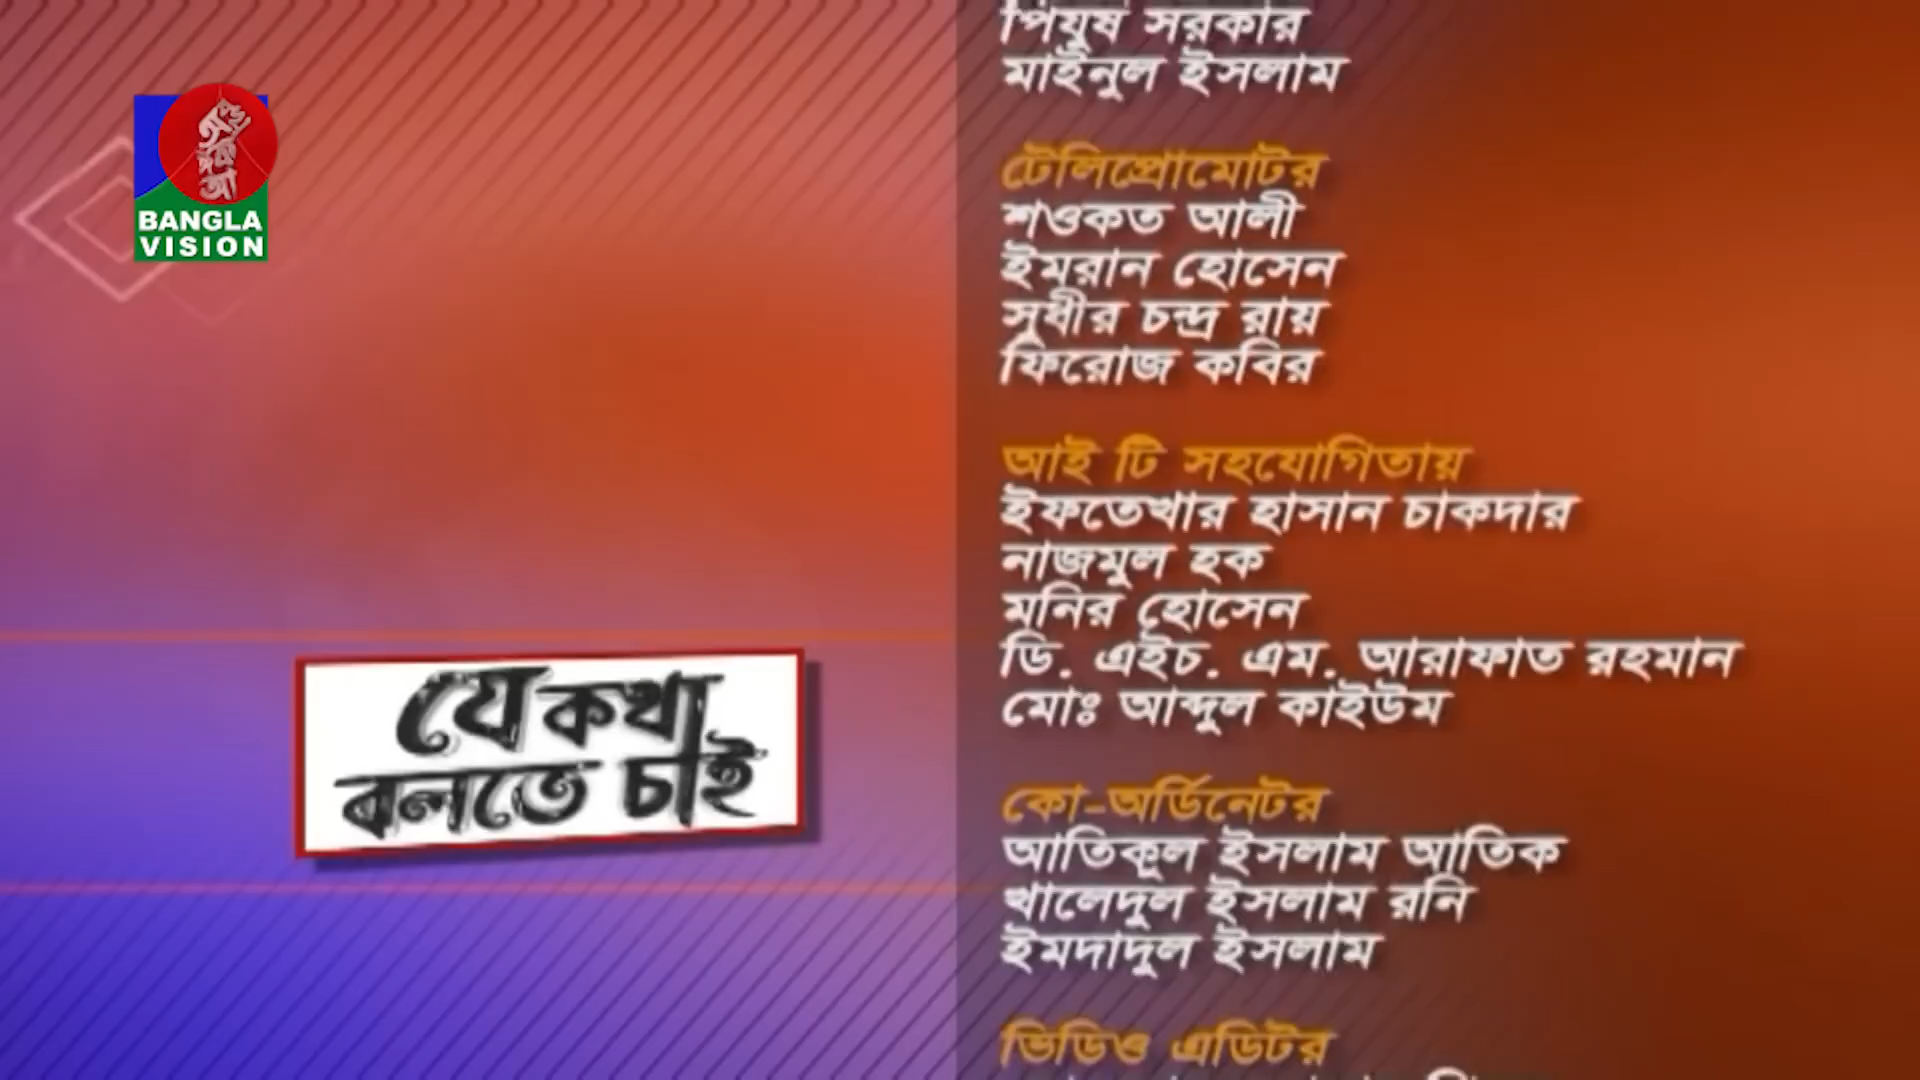 BANGLA
VISION
যে কথা
বলতে চাই
পিযুষ সরকার
মাইনুল ইসলাম
টেলিপ্রোমোটর
শওকত আলী
ইমরান হোসেন
সুধীর চন্দ্র রায়
ফিরোজ কবির
আই টি সহযোগিতায়
ইফতেখার হাসান চাকদার
নাজমুল হক
মনির হোসেন
ডি. এইচ. এম. আরাফাত রহমান
মোঃ আব্দুল কাইউম
কো-অর্ডিনেটর
আতিকুল ইসলাম আতিক
খালেদুল ইসলাম রনি
ইমদাদুল ইসলাম
ভিডিও এডিটর